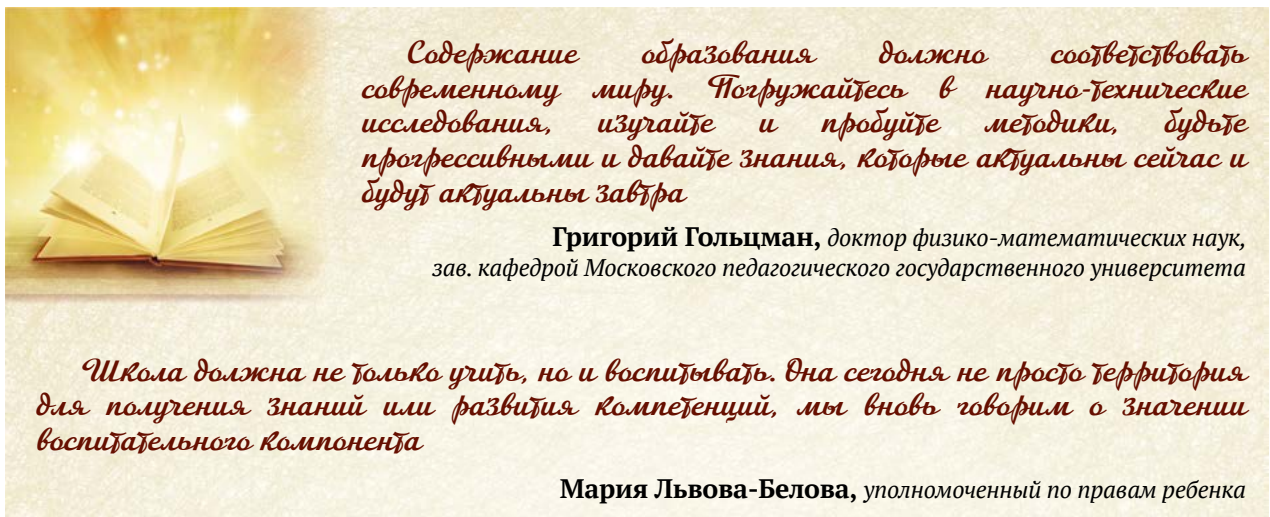 Содержание образования должно соответствовать
современному миру. Погружайтесь в научно-технические
исследования, изучайте и пробуйте методики, будьте
прогрессивными и давайте знания, которые актуальны сейчас и
будут актуальны завтра
Григорий Гольцман, доктор физико-математических наук,
зав. кафедрой Московского педагогического государственного университета
Школа должна не только учить, но и воспитывать. Она сегодня не просто территория
для получения знаний или развития компетенций, мы вновь говорим о значении
воспитательного компонента
Мария Львова-Белова, уполномоченный по правам ребенка